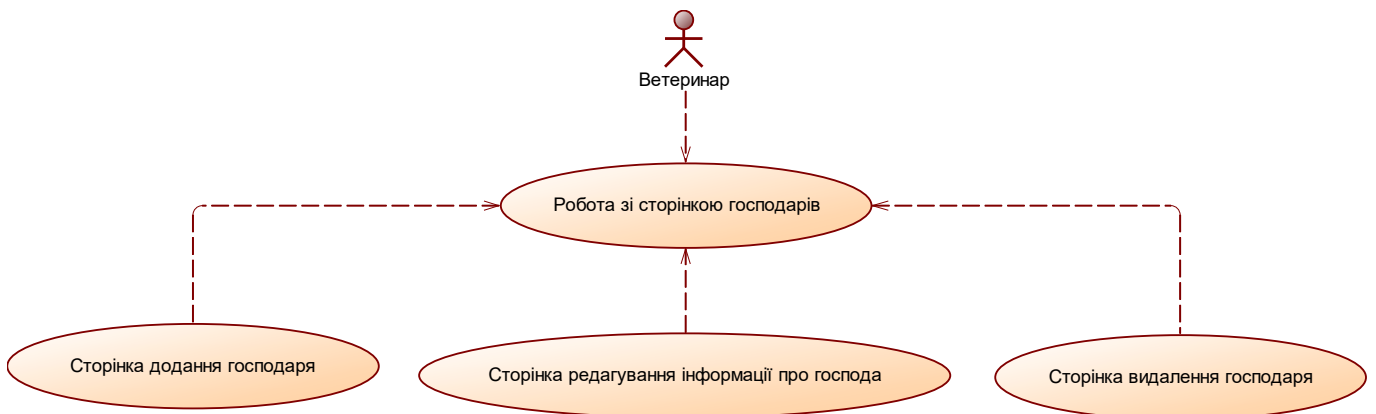 Ветеринар
Робота зі сторінкою господарів
Сторінка додання господаря
Сторінка редагування інформації про господа
Сторінка видалення господаря